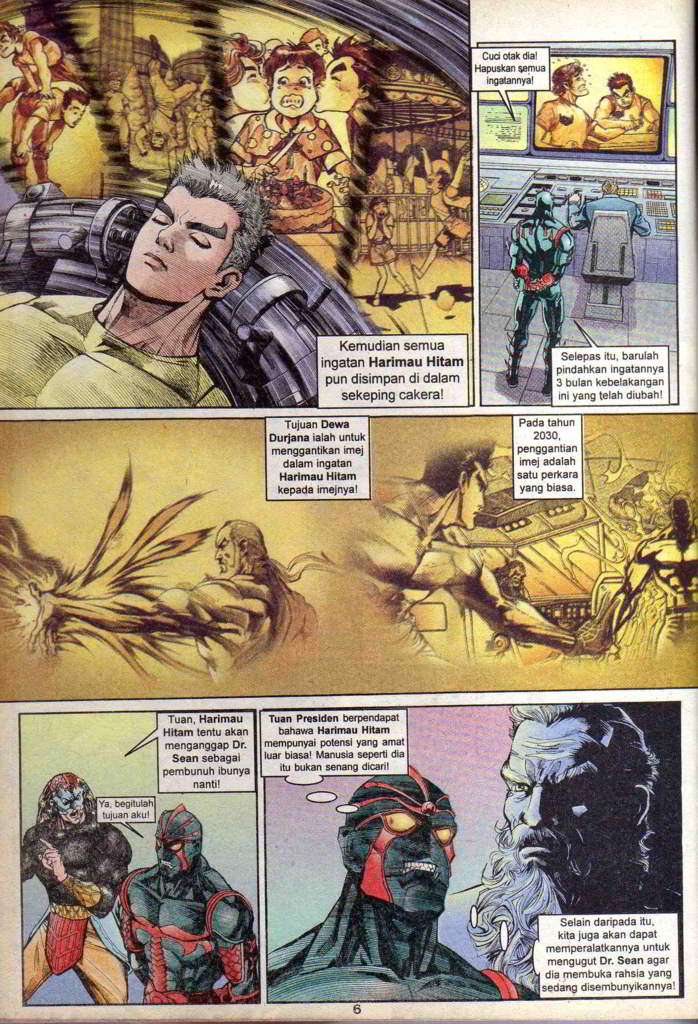 Cuci otak dia!
Hapuskan semua
ingatannya!
Kemudian semua
ingatan Harimau Hitam
pun disimpan di dalam
sekeping cakera!
Selepas itu, barulah
pindahkan ingatannya
3 bulan kebelakangan
ini yang telah diubah!
Tujuan Dewa
Durjana ialah untuk
menggantikan imej
dalam ingatan
Harimau Hitam
kepada imejnya!
Pada tahun
2030,
penggantian
imej adalah
satu perkara
yang biasa.
Tuan, Harimau
Hitam tentu akan
menganggap Dr.
Sean sebagai
pembunuh ibunya
nanti!
Ya, begitulah
tujuan aku!
Tuan Presiden berpendapat
bahawa Harimau Hitam
mempunyai potensi yang amat
luar biasa! Manusia seperti dia
itu bukan senang dicari!
Selain daripada itu,
kita juga akan dapat
memperalatkannya untuk
mengugut Dr. Sean agar
dia membuka rahsia yang
sedang disembunyikannya!
6